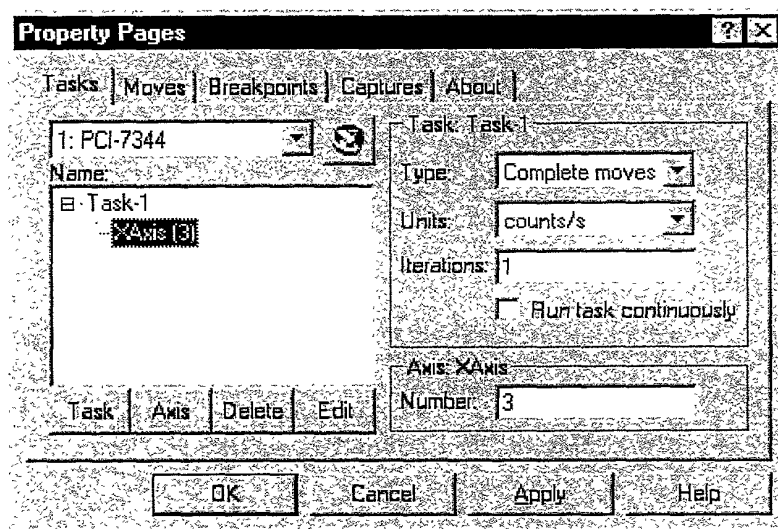 Property Pages
Tasks Moves Breakpoints Captures About
1: PCI-7344
Name:
Task-1
XAxis (3)
Task Axis Delete Edit
Task: Task-1
Type: Complete moves
Units: counts/s
Iterations: 1
Run task continuously
Axis: XAxis
Number: 3
OK Cancel Apply Help